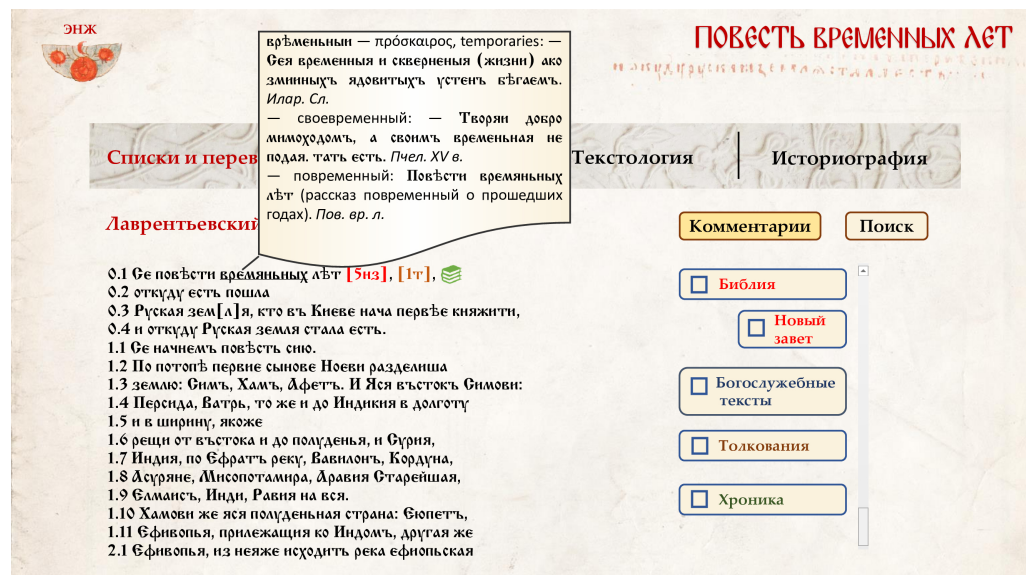 ЭНЖ
ПОВЕСТЬ ВРЕМЕННЫХ ЛЕТ
врѣменьныи — πρόσκαιρος, temporaries: —
Сея временныя и скверненыя (жизни) ако
змииныхъ ядовитыхъ устенъ бѣгаемъ.
Илар. Сл.
— своевременный: — Творяи добро
мимоходомъ, а своимъ временьная не
подая. тать есть. Пчел. XV в.
— повременный: Повѣсти времяньных
лѣт (рассказ повременный о прошедших
годах). Пов. вр. л.
Списки и перев
Текстология
Историография
Лаврентьевский
Комментарии
Поиск
0.1 Се повѣсти времяньных лѣт [5из], [1т],
0.2 откуду есть пошла
0.3 Руская зем[л]я, кто въ Киеве нача первѣе княжити,
0.4 и откуду Руская земля стала есть.
1.1 Се начнемъ повѣсть сию.
1.2 По потопѣ первие сынове Ноеви разделиша
1.3 землю: Симъ, Хамъ, Афетъ. И Яся въстокъ Симови:
1.4 Персида, Ватрь, то же и до Индикия в долготу
1.5 и в ширину, якоже
1.6 рещи от въстока и до полуденья, и Сурия,
1.7 Индия, по Ефратъ реку, Вавилонъ, Кордуна,
1.8 Асуряне, Мисопотамира, Аравия Старейшая,
1.9 Елмаисъ, Инди, Равия на вся.
1.10 Хамови же яся полуденьная страна: Еюпетъ,
1.11 Ефивопья, прилежащия ко Индомъ, другая же
2.1 Ефивопья, из неяже исходить река ефиопьская
Библия
Новый
завет
Богослужебные
тексты
Толкования
Хроника